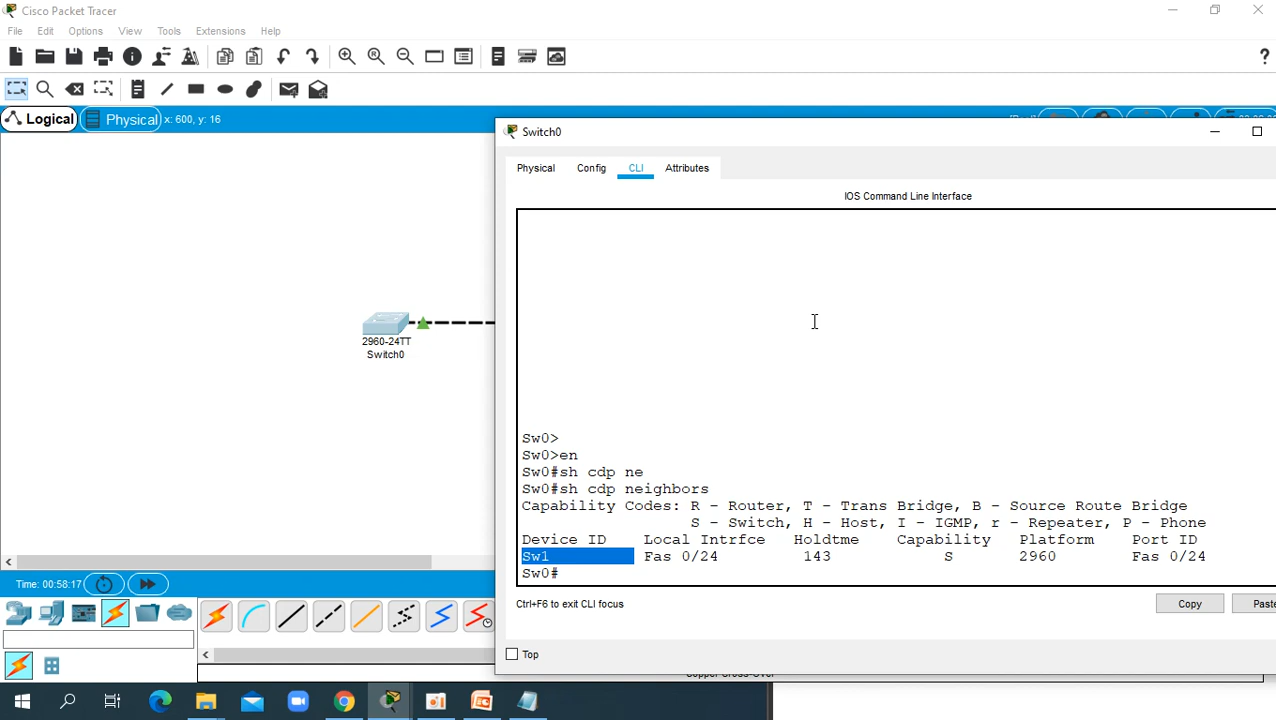 Cisco Packet Tracer
File Edit Options View Tools Extensions Help
?
Logical Physical x: 600, y: 16
Switch0
Physical Config CLI Attributes
IOS Command Line Interface
2960-24TT
Switch0
Sw0>
Sw0>en
Sw0#sh cdp ne
Sw0#sh cdp neighbors
Capability Codes: R - Router, T - Trans Bridge, B - Source Route Bridge
S - Switch, H - Host, I - IGMP, r - Repeater, P - Phone
Device ID Local Intrfce Holdtme Capability Platform Port ID
Sw1 Fas 0/24 143 S 2960 Fas 0/24
Sw0#
Ctrl+F6 to exit CLI focus
Copy Paste
Top
Time: 00:58:17
Copper Cross-Over